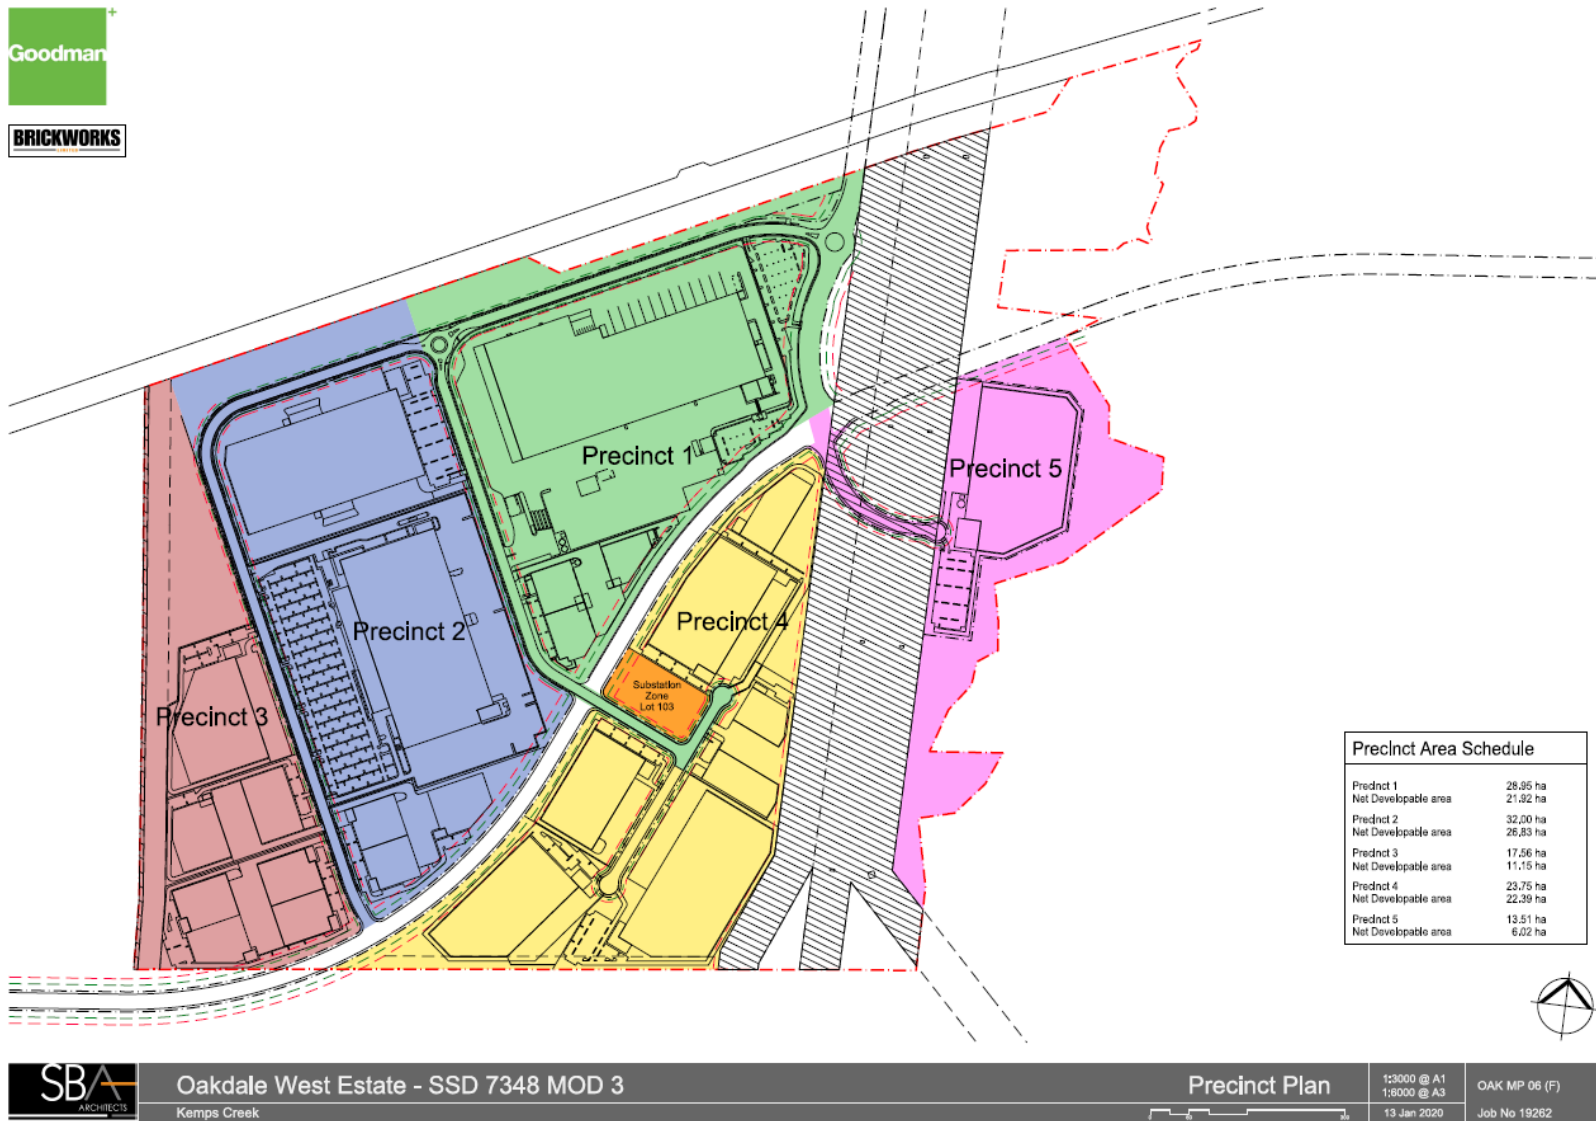 Goodman
BRICKWORKS
Precinct 1
Precinct 5
Precinct 2
Precinct 4
Substation
Zone
Lot 103
Precinct 3
Precinct Area Schedule
Precinct 1 28.95 ha
Net Developable area 21.92 ha
Precinct 2 32.00 ha
Net Developable area 26.83 ha
Precinct 3 17.56 ha
Net Developable area 11.15 ha
Precinct 4 23.75 ha
Net Developable area 22.39 ha
Precinct 5 13.51 ha
Net Developable area 6.02 ha
SBA
ARCHITECTS
Oakdale West Estate - SSD 7348 MOD 3
Kemps Creek
Precinct Plan
1:3000 @ A1
1:6000 @ A3
13 Jan 2020
OAK MP 06 (F)
Job No 19262